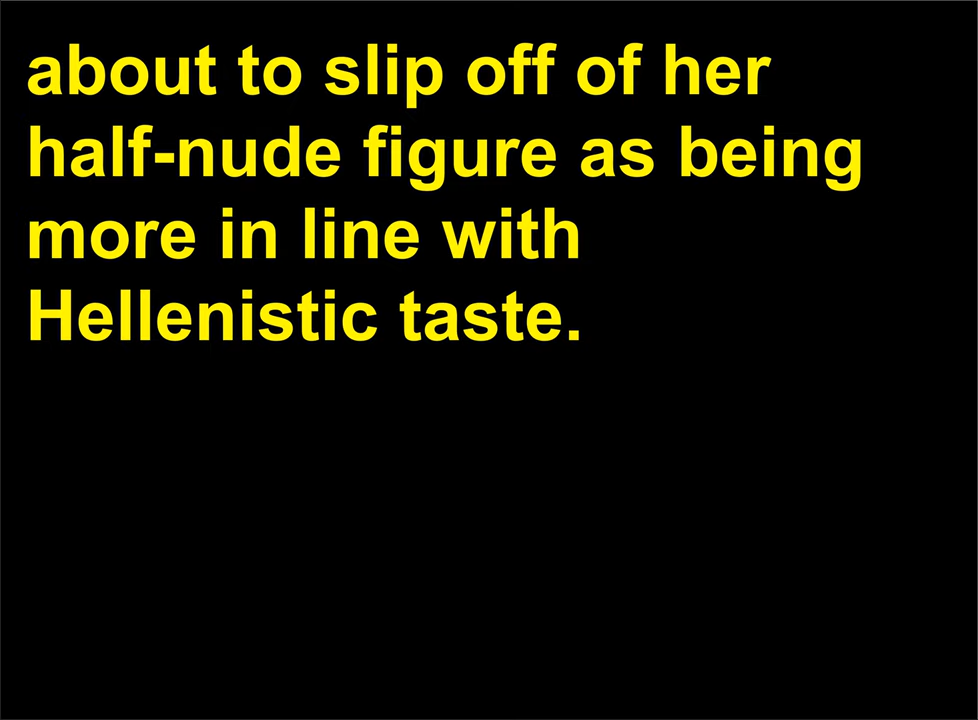 about to slip off of her
half-nude figure as being
more in line with
Hellenistic taste.